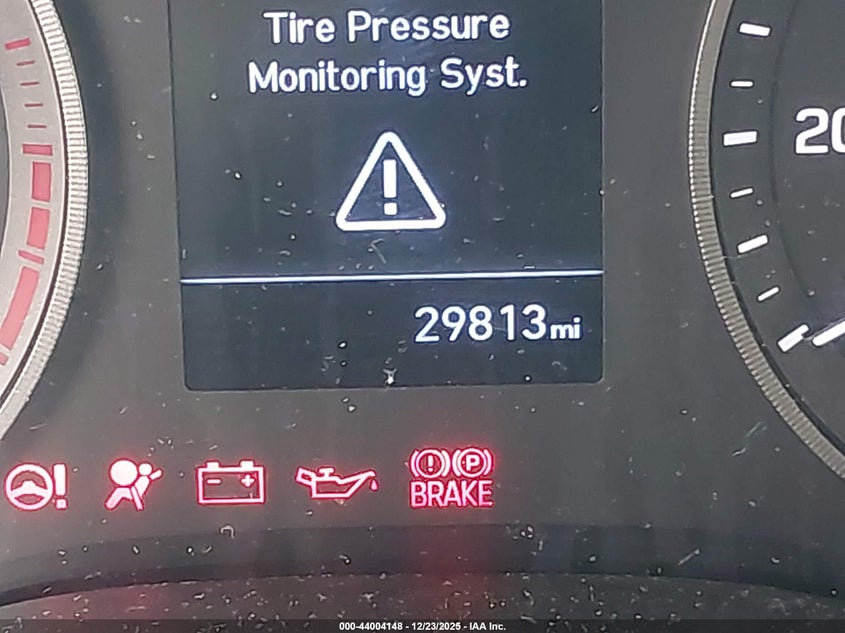 Tire Pressure
Monitoring Syst.
20
29813mi
BRAKE
000-44004148 - 12/23/2025 - IAA Inc.